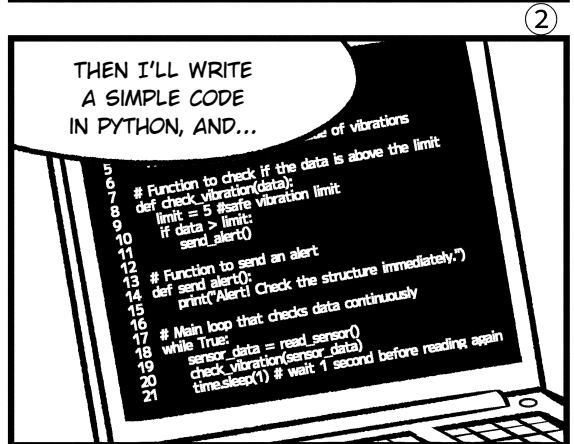 ②
THEN I'LL WRITE
A SIMPLE CODE
IN PYTHON, AND...
of vibrations
5
6
7 # Function to check if the data is above the limit
8 def check_vibration(data):
9 limit = 5 #safe vibration limit
10 if data > limit:
11 send_alert()
12
13 # Function to send an alert
14 def send alert():
15 print("Alert! Check the structure immediately.")
16
17 # Main loop that checks data continuously
18 while True:
19 sensor_data = read_sensor()
20 check_vibration(sensor_data)
21 time.sleep(1) # wait 1 second before reading again